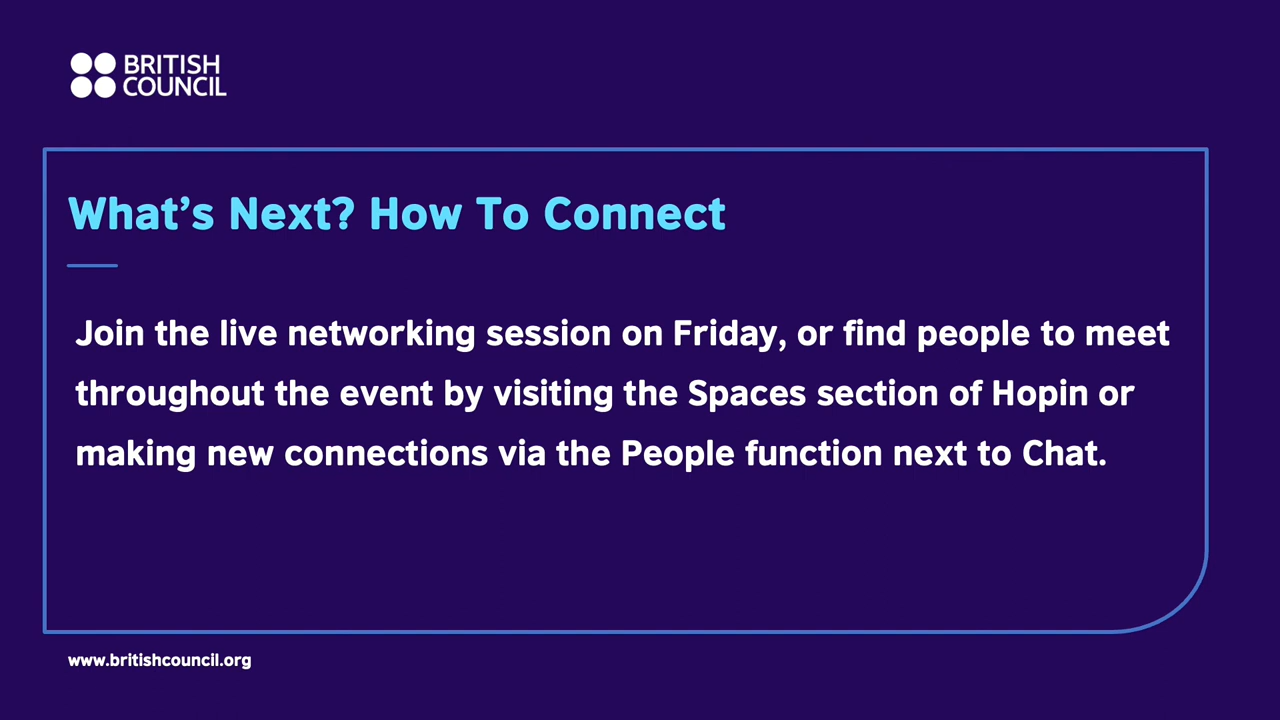 BRITISH
COUNCIL
What’s Next? How To Connect
Join the live networking session on Friday, or find people to meet
throughout the event by visiting the Spaces section of Hopin or
making new connections via the People function next to Chat.
www.britishcouncil.org